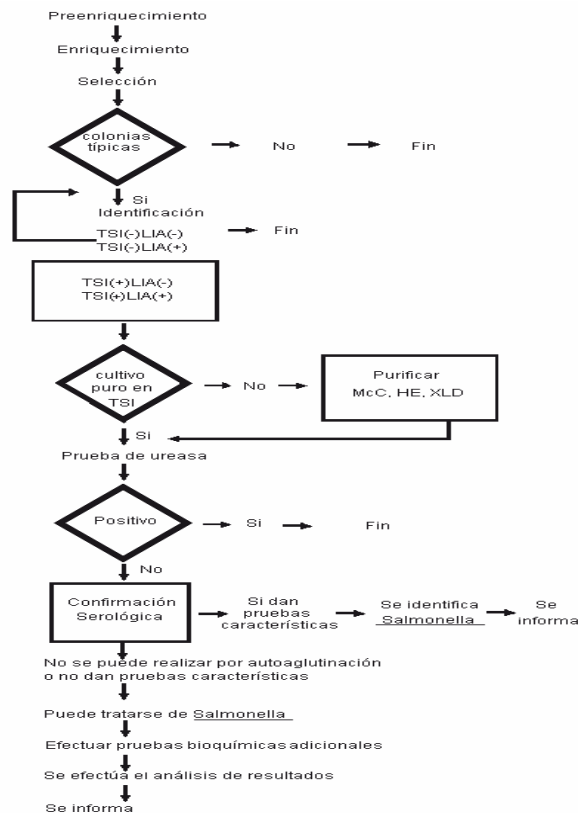 Preenriquecimiento
Enriquecimiento
Selección
colonias
típicas
No
Fin
Si
Identificación
TSI(-)LIA(-)
TSI(-)LIA(+)
Fin
TSI(+)LIA(-)
TSI(+)LIA(+)
cultivo
puro en
TSI
No
Purificar
McC, HE, XLD
Si
Prueba de ureasa
Positivo
Si
Fin
No
Confirmación
Serológica
Si dan
pruebas
características
Se identifica
Salmonella
Se
informa
No se puede realizar por autoaglutinación
o no dan pruebas características
Puede tratarse de Salmonella
Efectuar pruebas bioquímicas adicionales
Se efectúa el análisis de resultados
Se informa